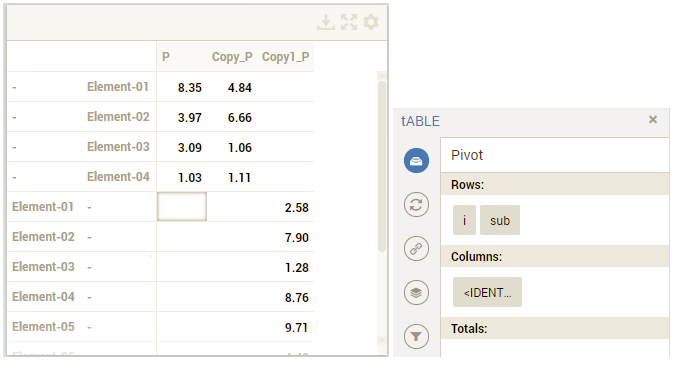 P Copy_P Copy1_P
- Element-01 8.35 4.84
- Element-02 3.97 6.66
- Element-03 3.09 1.06
- Element-04 1.03 1.11
Element-01 - 2.58
Element-02 - 7.90
Element-03 - 1.28
Element-04 - 8.76
Element-05 - 9.71
tABLE ×
Pivot
Rows:
i sub
Columns:
<IDENT...
Totals: